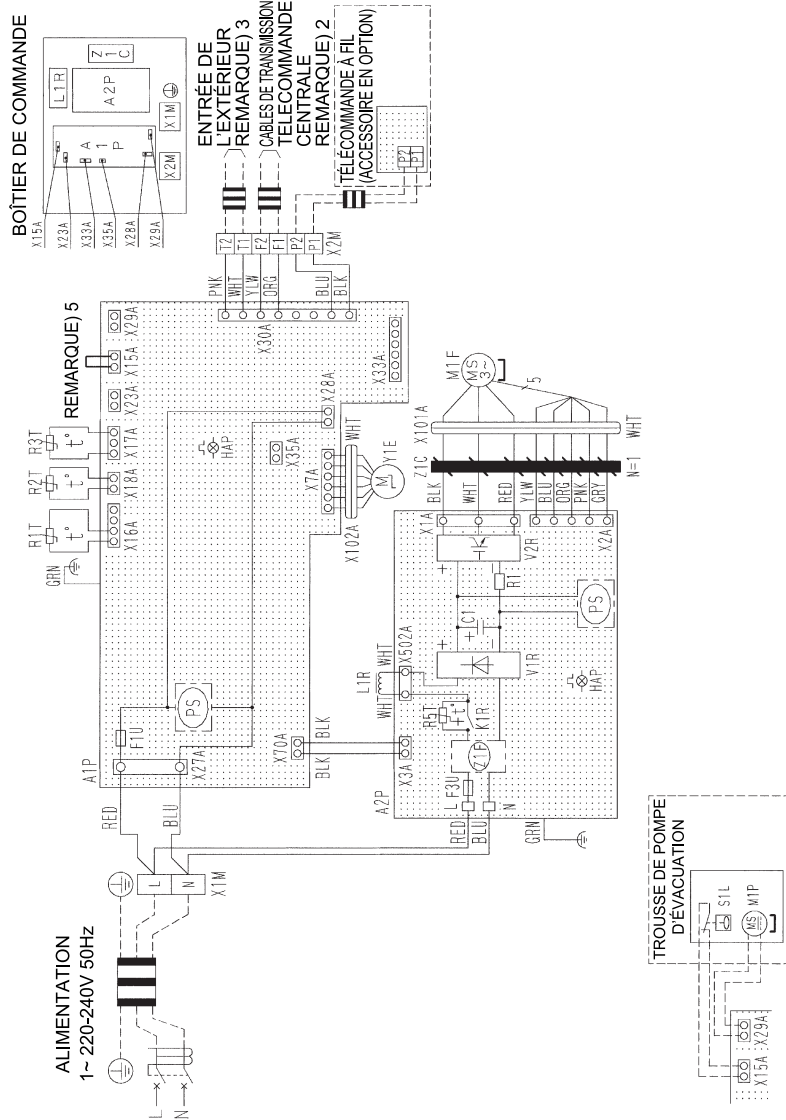 BOÎTIER DE COMMANDE
L1R
Z1C
A2P
A1P
X1M
X2M
X15A
X23A
X33A
X35A
X28A
X29A
ENTRÉE DE
L'EXTÉRIEUR
REMARQUE) 3
CABLES DE TRANSMISSION
TELECOMMANDE
CENTRALE
REMARQUE) 2
TÉLÉCOMMANDE À FIL
(ACCESSOIRE EN OPTION)
P2
P1
T2
T1
F2
F1
P2
P1
X2M
PNK
WHT
YLW
ORG
BLU
BLK
REMARQUE) 5
R1T
R2T
R3T
t°
t°
t°
GRN
X16A
X18A
X17A
X23A
X15A
X29A
X30A
X33A
X28A
X35A
HAP
X7A
WHT
X102A
M
Y1E
A1P
F1U
PS
X27A
X70A
RED
BLU
BLK
BLK
ALIMENTATION
1~ 220-240V 50Hz
L
N
L
N
X1M
A2P
X3A
RED
BLU
L
N
F3U
Z1F
GRN
R5T
+t°
K1R
L1R
WHT
WHT
X502A
V1R
HAP
+
-
+
C1
+
-
R1
V2R
PS
X1A
X2A
BLK
WHT
RED
YLW
BLU
ORG
PNK
GRY
Z1C
N=1
X101A
WHT
M1F
MS
3~
5
TROUSSE DE POMPE
D'ÉVACUATION
S1L
M1P
MS
X15A
X29A